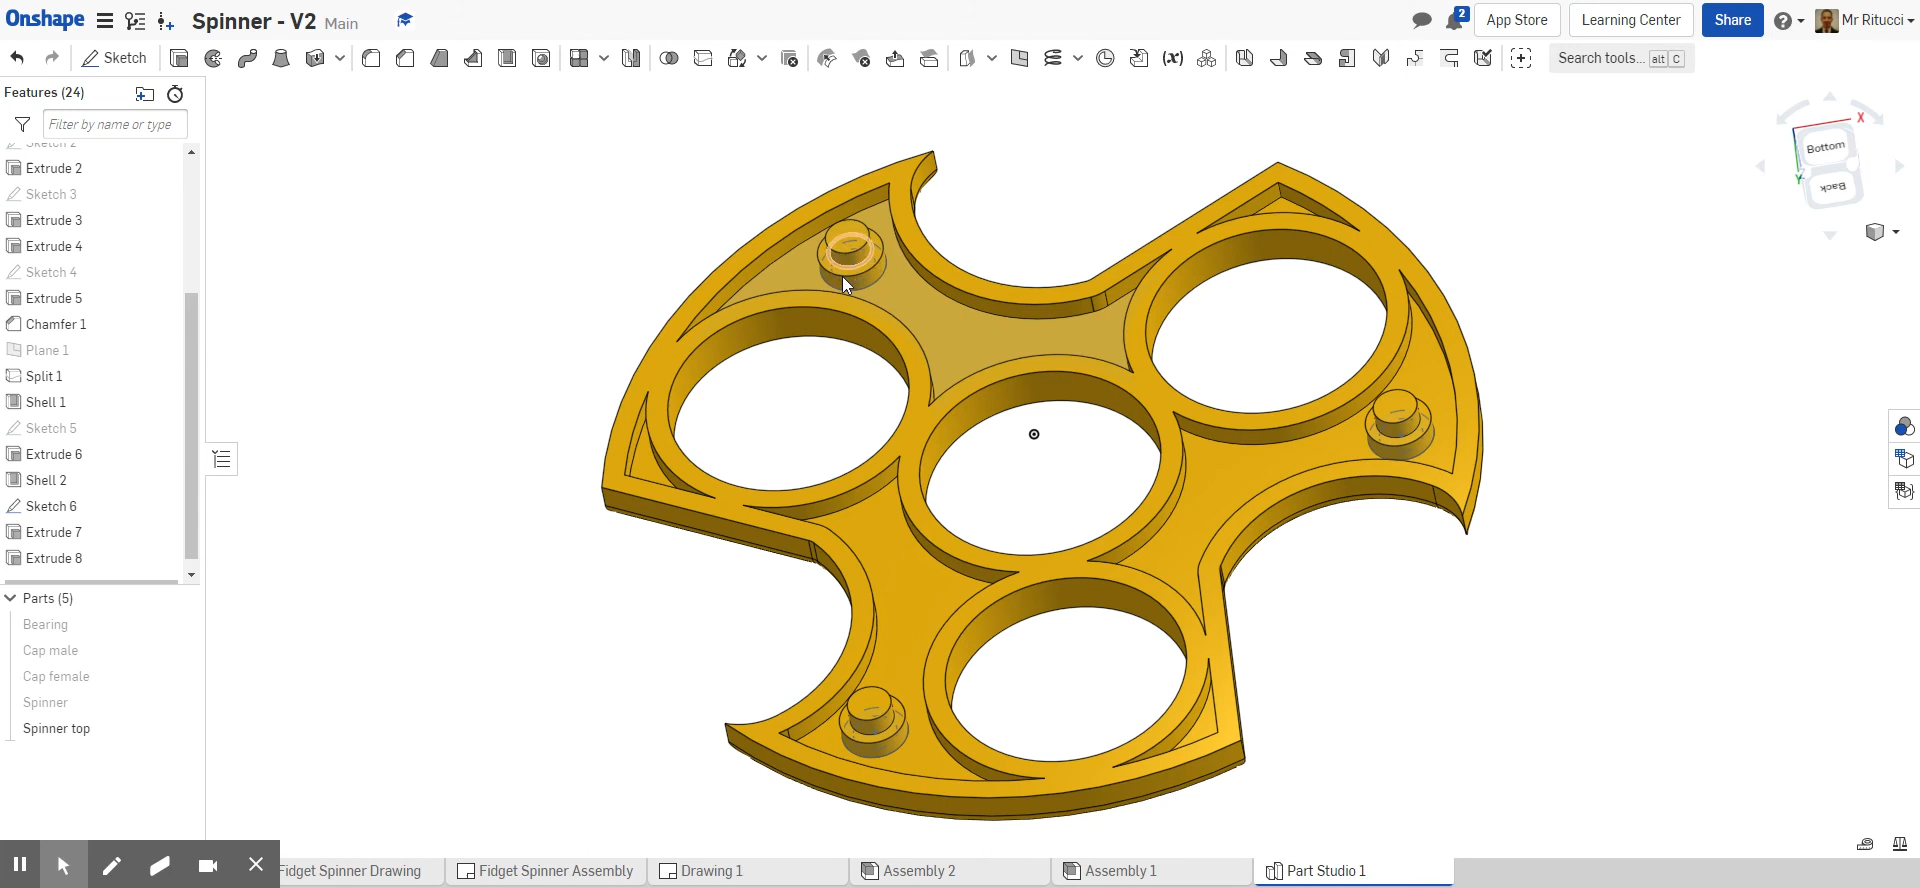 Onshape Spinner - V2 Main 2 App Store Learning Center Share Mr Ritucci
Sketch Search tools... alt C
Features (24)
Filter by name or type
Sketch 2
Extrude 2
Sketch 3
Extrude 3
Extrude 4
Sketch 4
Extrude 5
Chamfer 1
Plane 1
Split 1
Shell 1
Sketch 5
Extrude 6
Shell 2
Sketch 6
Extrude 7
Extrude 8
Parts (5)
Bearing
Cap male
Cap female
Spinner
Spinner top
X
Bottom
Y
Back
Fidget Spinner Drawing Fidget Spinner Assembly Drawing 1 Assembly 2 Assembly 1 Part Studio 1